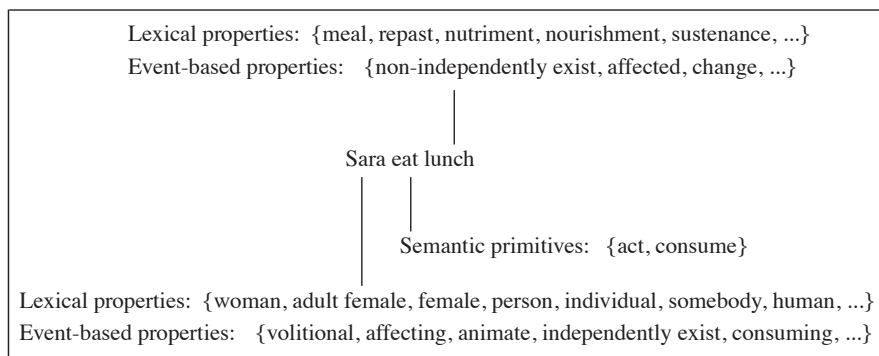 Lexical properties: {meal, repast, nutriment, nourishment, sustenance, ...}
Event-based properties: {non-independently exist, affected, change, ...}
Sara eat lunch
Semantic primitives: {act, consume}
Lexical properties: {woman, adult female, female, person, individual, somebody, human, ...}
Event-based properties: {volitional, affecting, animate, independently exist, consuming, ...}